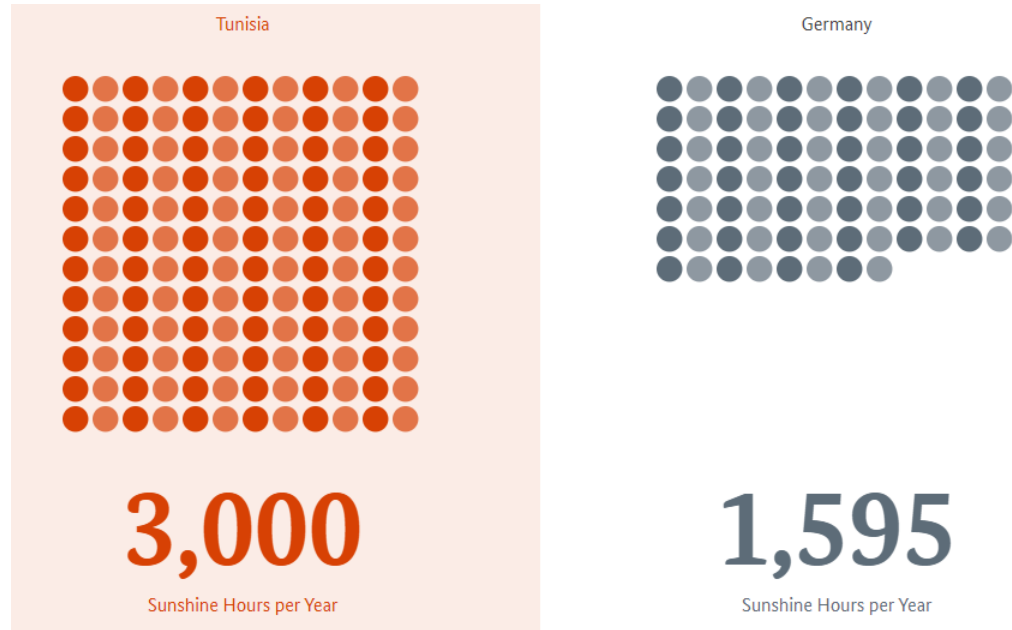 Tunisia
3,000
Sunshine Hours per Year
Germany
1,595
Sunshine Hours per Year